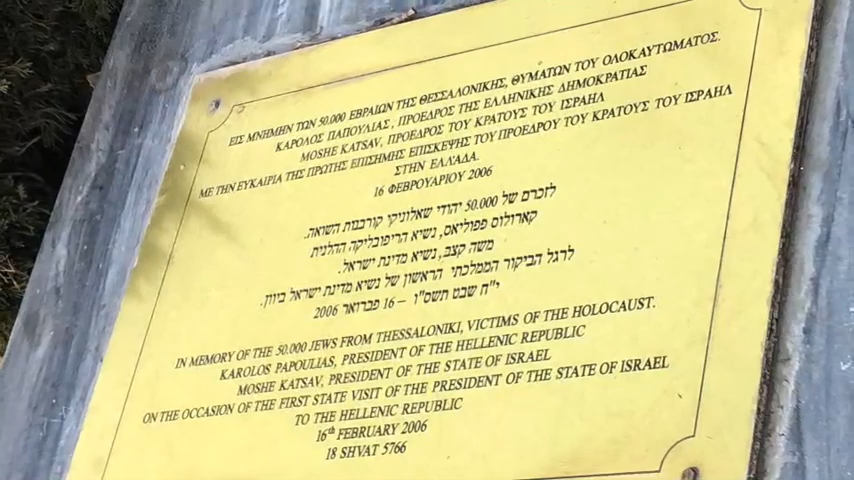 ΕΙΣ ΜΝΗΜΗΝ ΤΩΝ 50.000 ΕΒΡΑΙΩΝ ΤΗΣ ΘΕΣΣΑΛΟΝΙΚΗΣ, ΘΥΜΑΤΩΝ ΤΟΥ ΟΛΟΚΑΥΤΩΜΑΤΟΣ.
ΚΑΡΟΛΟΣ ΠΑΠΟΥΛΙΑΣ, ΠΡΟΕΔΡΟΣ ΤΗΣ ΕΛΛΗΝΙΚΗΣ ΔΗΜΟΚΡΑΤΙΑΣ
MOSHE KATSAV, ΠΡΟΕΔΡΟΣ ΤΟΥ ΚΡΑΤΟΥΣ ΤΟΥ ΙΣΡΑΗΛ
ΜΕ ΤΗΝ ΕΥΚΑΙΡΙΑ ΤΗΣ ΠΡΩΤΗΣ ΕΠΙΣΗΜΗΣ ΕΠΙΣΚΕΨΗΣ ΤΟΥ ΠΡΟΕΔΡΟΥ ΤΟΥ ΚΡΑΤΟΥΣ ΤΟΥ ΙΣΡΑΗΛ
ΣΤΗΝ ΕΛΛΑΔΑ.
16 ΦΕΒΡΟΥΑΡΙΟΥ 2006
לזכרם של 50.000 יהודי שאלוניקי קורבנות השואה.
קארולוס פפוליאס, נשיא הריפובליקה ההלנית
משה קצב, נשיא מדינת ישראל.
לרגל הביקור הממלכתי הראשון של נשיא מדינת ישראל ביוון.
י"ח שבט תשס"ו – 16 פברואר 2006
IN MEMORY OF THE 50.000 JEWS FROM THESSALONIKI, VICTIMS OF THE HOLOCAUST.
KAROLOS PAPOULIAS, PRESIDENT OF THE HELLENIC REPUBLIC
MOSHE KATSAV, PRESIDENT OF THE STATE OF ISRAEL
ON THE OCCASION OF THE FIRST STATE VISIT OF THE PRESIDENT OF THE STATE OF ISRAEL
TO THE HELLENIC REPUBLIC
16th FEBRUARY 2006
18 SHVAT 5766